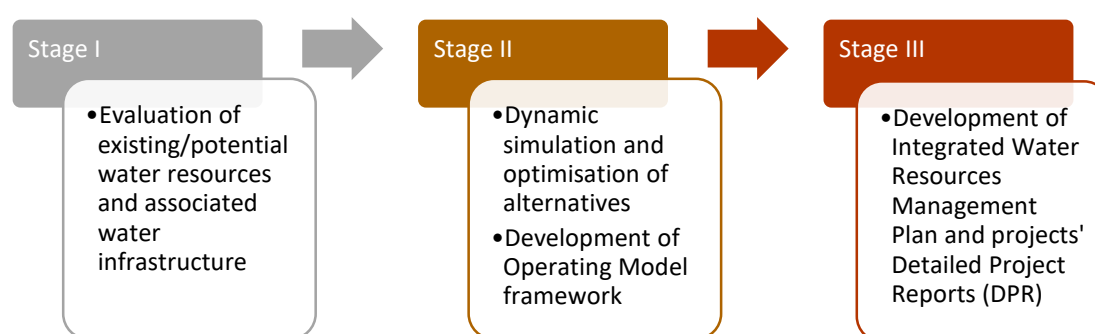 Stage I
•Evaluation of
existing/potential
water resources
and associated
water
infrastructure
Stage II
•Dynamic
simulation and
optimisation of
alternatives
•Development of
Operating Model
framework
Stage III
•Development of
Integrated Water
Resources
Management
Plan and projects'
Detailed Project
Reports (DPR)